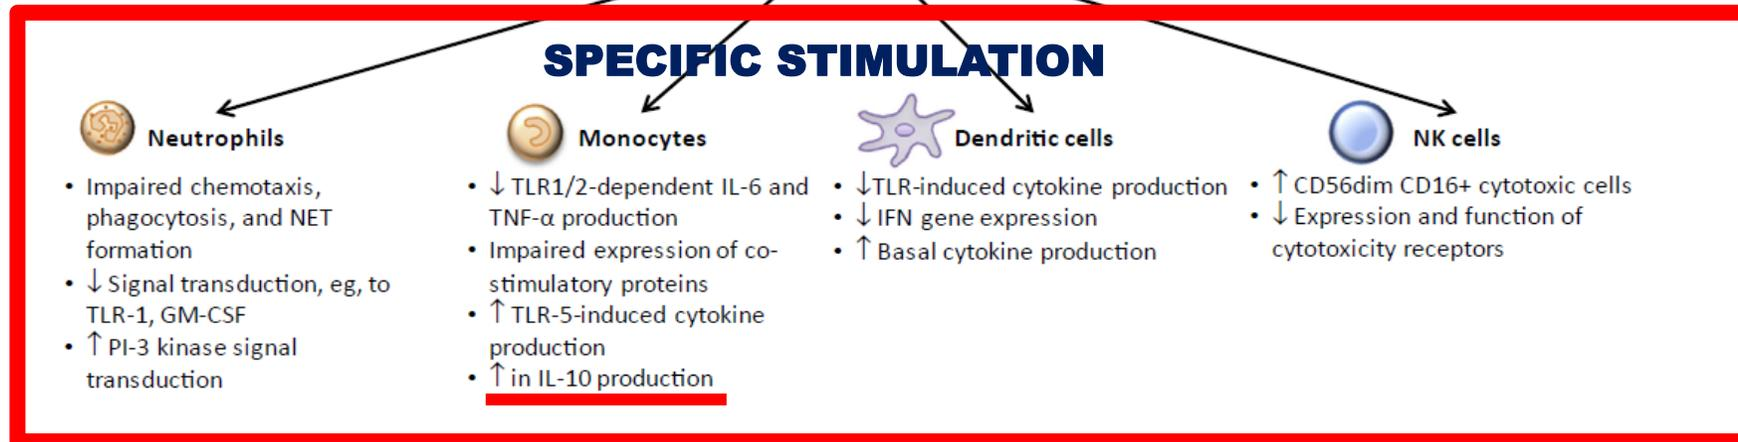 SPECIFIC STIMULATION
Neutrophils
• Impaired chemotaxis,
phagocytosis, and NET
formation
• ↓ Signal transduction, eg, to
TLR-1, GM-CSF
• ↑ PI-3 kinase signal
transduction
Monocytes
• ↓ TLR1/2-dependent IL-6 and
TNF-α production
• Impaired expression of co-
stimulatory proteins
• ↑ TLR-5-induced cytokine
production
• ↑ in IL-10 production
Dendritic cells
• ↓TLR-induced cytokine production
• ↓ IFN gene expression
• ↑ Basal cytokine production
NK cells
• ↑ CD56dim CD16+ cytotoxic cells
• ↓ Expression and function of
cytotoxicity receptors